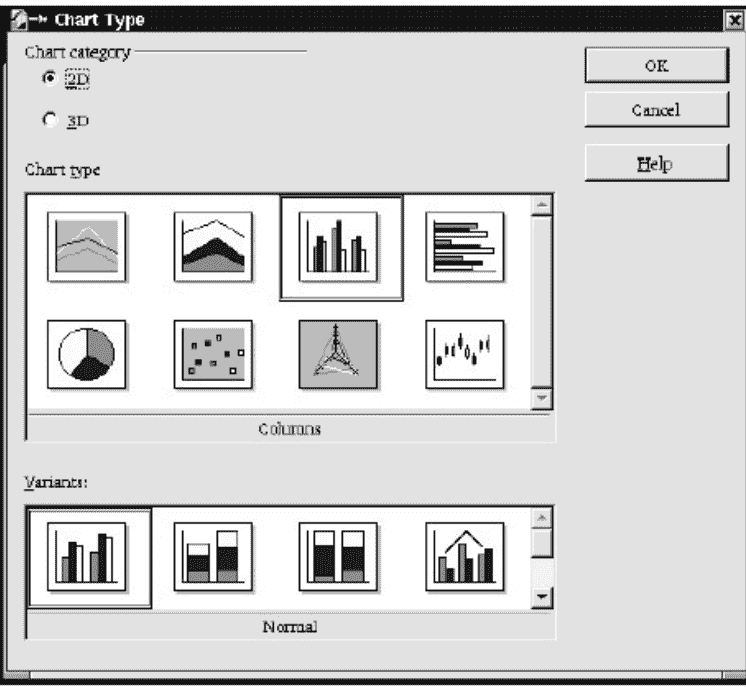 Chart Type
Chart category
2D
3D
OK
Cancel
Help
Chart type
Columns
Variants:
Normal